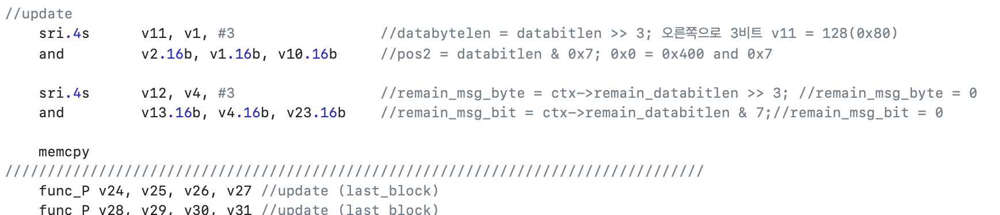 //update
sri.4s v11, v1, #3 //databytelen = databitlen >> 3; 오른쪽으로 3비트 v11 = 128(0x80)
and v2.16b, v1.16b, v10.16b //pos2 = databitlen & 0x7; 0x0 = 0x400 and 0x7
sri.4s v12, v4, #3 //remain_msg_byte = ctx->remain_databitlen >> 3; //remain_msg_byte = 0
and v13.16b, v4.16b, v23.16b //remain_msg_bit = ctx->remain_databitlen & 7;//remain_msg_bit = 0
memcpy
//////////////////////////////////////////////////////////////////////////////////
func_P v24, v25, v26, v27 //update (last_block)
func_P v28, v29, v30, v31 //update (last_block)